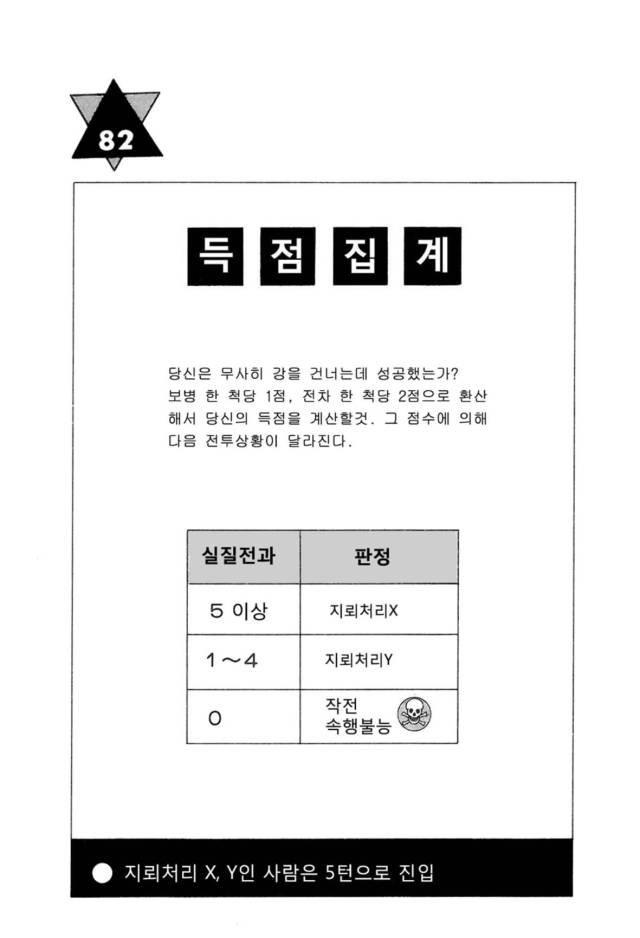 82
득점집계
당신은 무사히 강을 건너는데 성공했는가?
보병 한 척당 1점, 전차 한 척당 2점으로 환산
해서 당신의 득점을 계산할것. 그 점수에 의해
다음 전투상황이 달라진다.
실질전과 판정
5 이상 지뢰처리X
1～4 지뢰처리Y
0 작전
속행불능
● 지뢰처리 X, Y인 사람은 5턴으로 진입